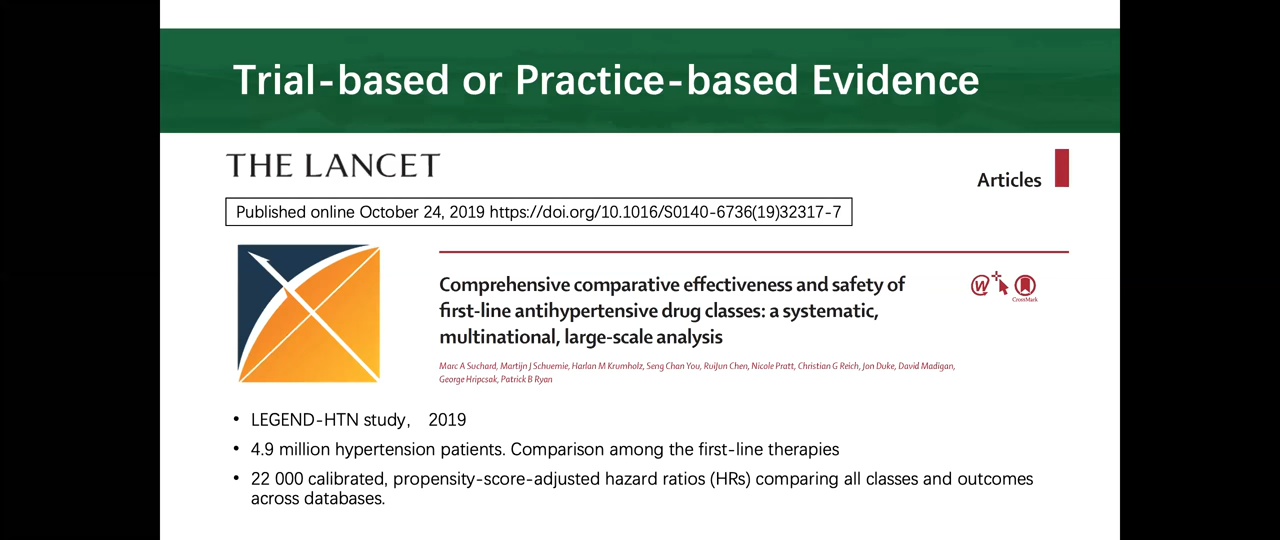 Trial-based or Practice-based Evidence
THE LANCET
Articles
Published online October 24, 2019 https://doi.org/10.1016/S0140-6736(19)32317-7
Comprehensive comparative effectiveness and safety of
first-line antihypertensive drug classes: a systematic,
multinational, large-scale analysis
CrossMark
Marc A Suchard, Martijn J Schuemie, Harlan M Krumholz, Seng Chan You, RuiJun Chen, Nicole Pratt, Christian G Reich, Jon Duke, David Madigan,
George Hripcsak, Patrick B Ryan
• LEGEND-HTN study, 2019
• 4.9 million hypertension patients. Comparison among the first-line therapies
• 22 000 calibrated, propensity-score-adjusted hazard ratios (HRs) comparing all classes and outcomes
across databases.